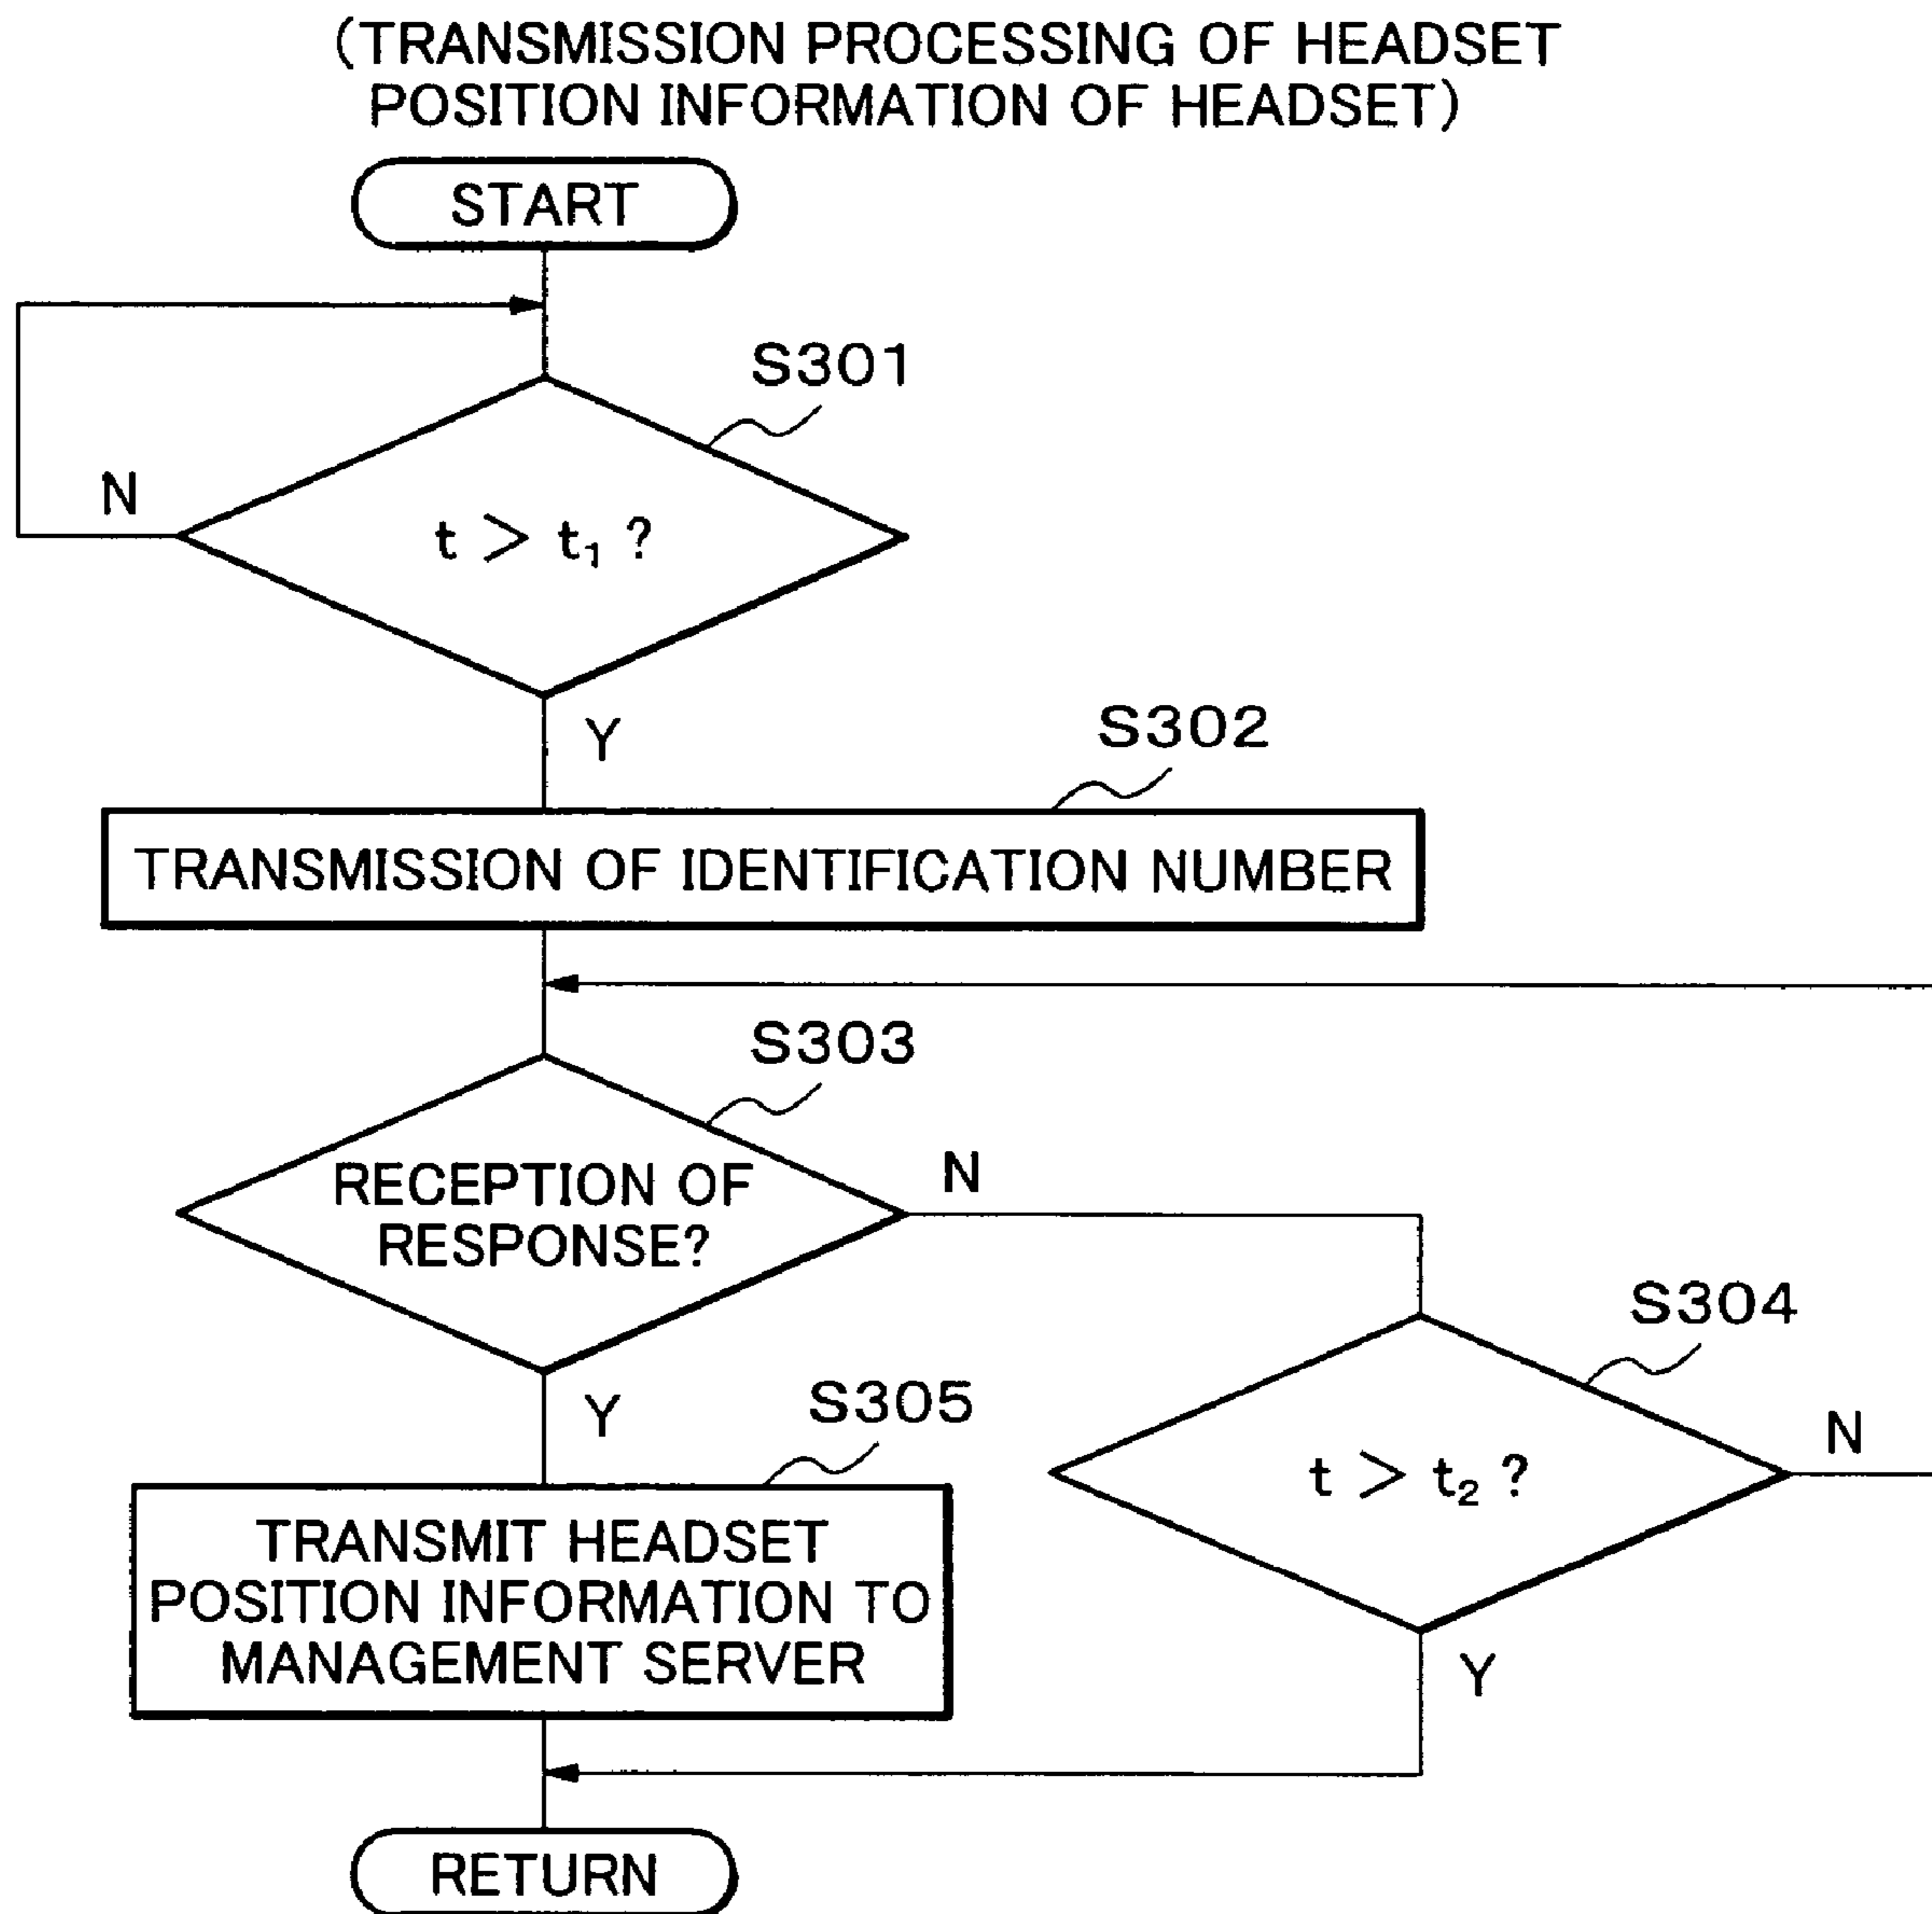 (TRANSMISSION PROCESSING OF HEADSET
POSITION INFORMATION OF HEADSET)
START
S301
N
t > t₁ ?
Y
S302
TRANSMISSION OF IDENTIFICATION NUMBER
S303
RECEPTION OF
RESPONSE?
N
S304
Y
S305
t > t₂ ?
N
TRANSMIT HEADSET
POSITION INFORMATION TO
MANAGEMENT SERVER
Y
RETURN